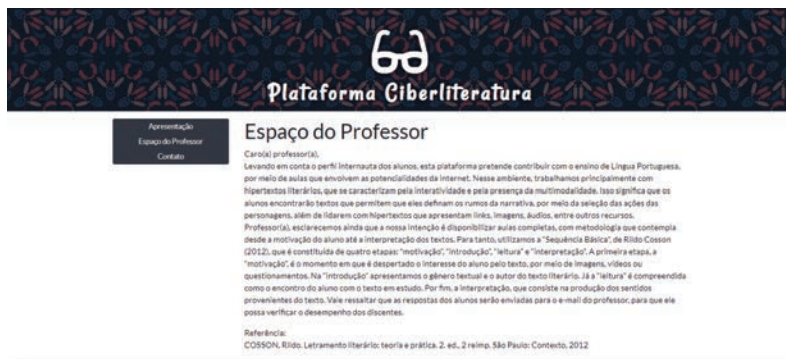 Plataforma Ciberliteratura
Apresentação
Espaço do Professor
Contato
Espaço do Professor
Caro(a) professor(a),
Levando em conta o perfil internauta dos alunos, esta plataforma pretende contribuir com o ensino de Língua Portuguesa,
por meio de aulas que envolvem as potencialidades da internet. Nesse ambiente, trabalhamos principalmente com
hipertextos literários, que se caracterizam pela interatividade e pela presença da multimodalidade. Isso significa que os
alunos encontrarão textos que permitem que eles definam os rumos da narrativa, por meio da seleção das ações das
personagens, além de lidarem com hipertextos que apresentam links, imagens, áudios, entre outros recursos.
Professor(a), esclarecemos ainda que a nossa intenção é disponibilizar aulas completas, com metodologia que contempla
desde a motivação do aluno até a interpretação dos textos. Para tanto, utilizamos a "Sequência Básica", de Rildo Cosson
(2012), que é constituída de quatro etapas: "motivação", "introdução", "leitura" e "interpretação". A primeira etapa, a
"motivação", é o momento em que é despertado o interesse do aluno pelo texto, por meio de imagens, vídeos ou
questionamentos. Na "introdução" apresentamos o gênero textual e o autor do texto literário. Já a "leitura" é compreendida
como o encontro do aluno com o texto em estudo. Por fim, a interpretação, que consiste na produção dos sentidos
provenientes do texto. Vale ressaltar que as respostas dos alunos serão enviadas para o e-mail do professor, para que ele
possa verificar o desempenho dos discentes.
Referência:
COSSON, Rildo. Letramento literário: teoria e prática. 2. ed., 2 reimp. São Paulo: Contexto, 2012